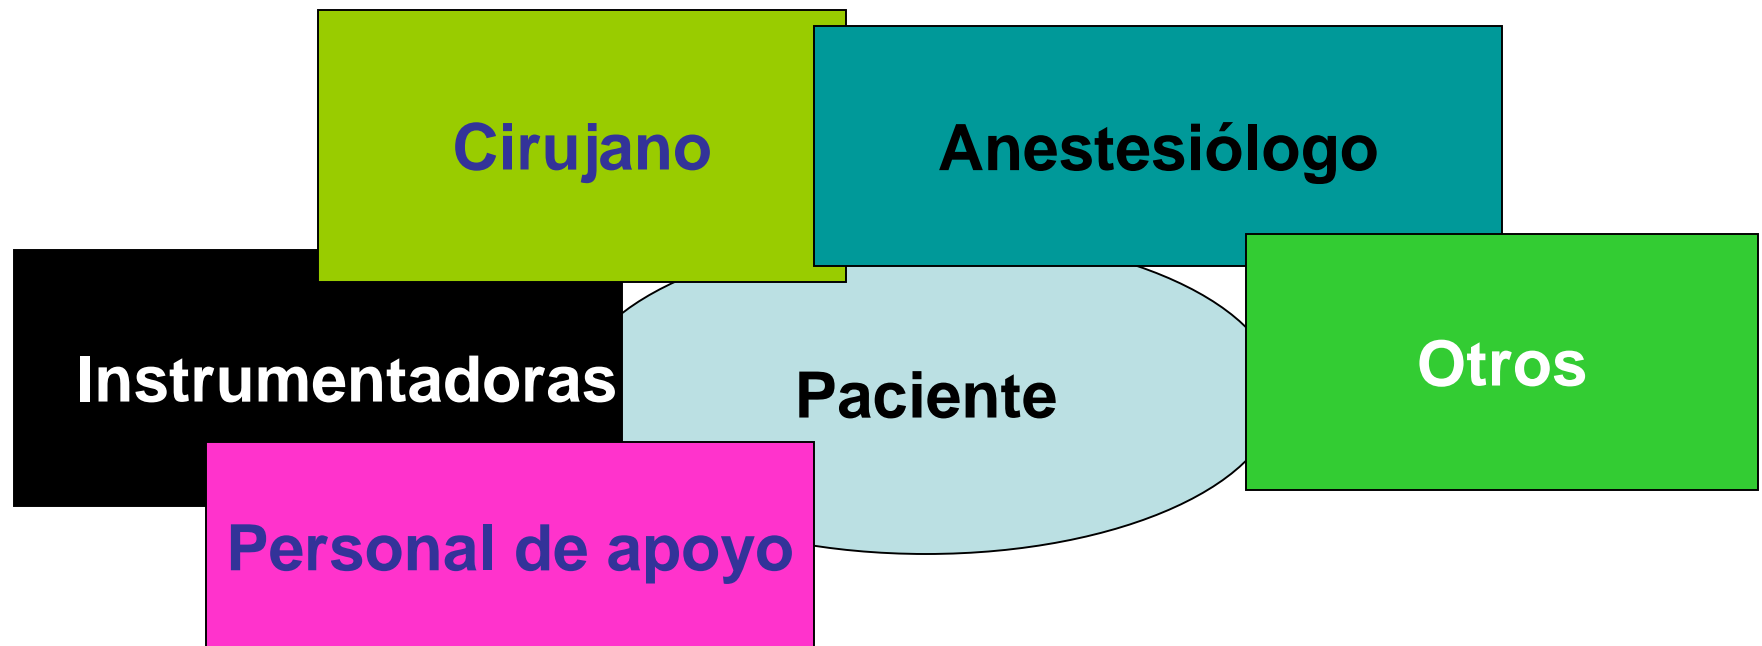 Cirujano
Anestesiólogo
Instrumentadoras
Paciente
Otros
Personal de apoyo